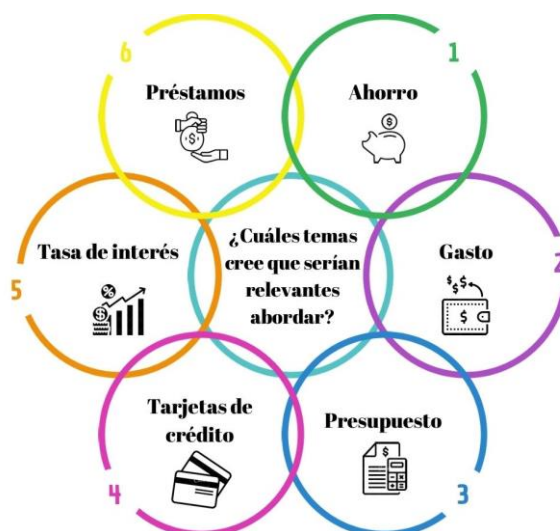 6
Préstamos
1
Ahorro
5
Tasa de interés
¿Cuáles temas
cree que serían
relevantes
abordar?
Gasto
2
4
Tarjetas de
crédito
Presupuesto
3